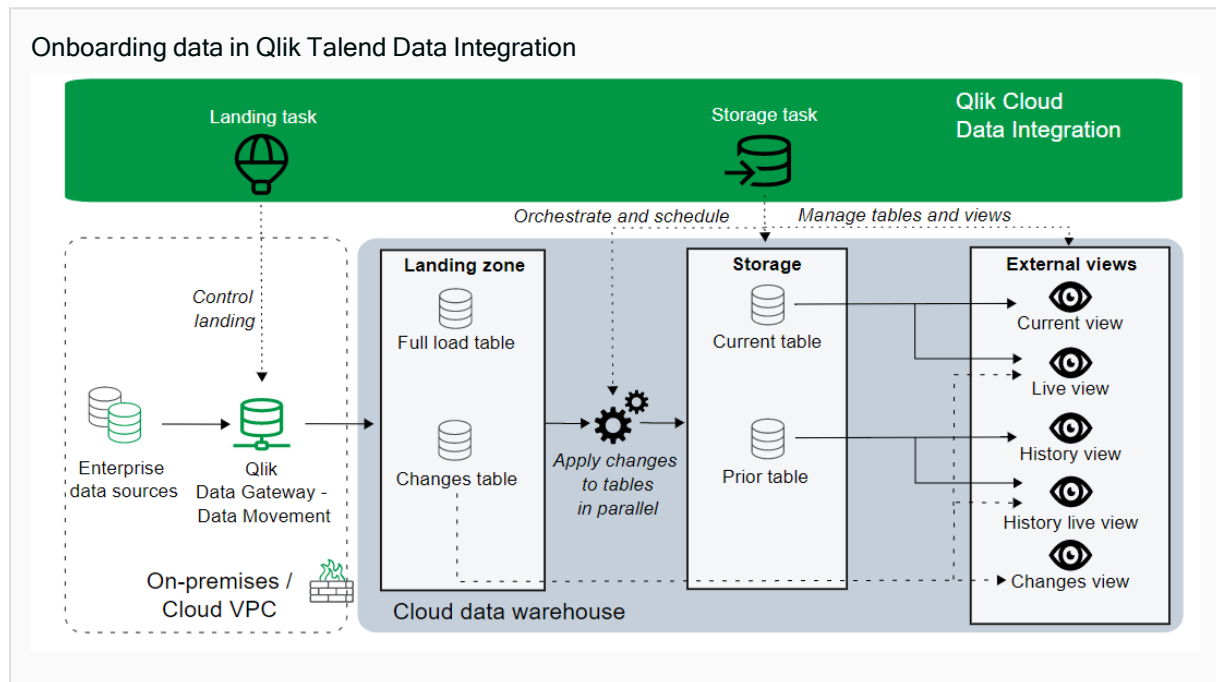 Onboarding data in Qlik Talend Data Integration
Landing task
Storage task
Qlik Cloud
Data Integration
Orchestrate and schedule
Manage tables and views
Control
landing
Landing zone
Full load table
Changes table
Storage
Current table
Prior table
External views
Current view
Live view
History view
History live view
Changes view
Enterprise
data sources
Qlik
Data Gateway -
Data Movement
Apply changes
to tables
in parallel
On-premises /
Cloud VPC
Cloud data warehouse